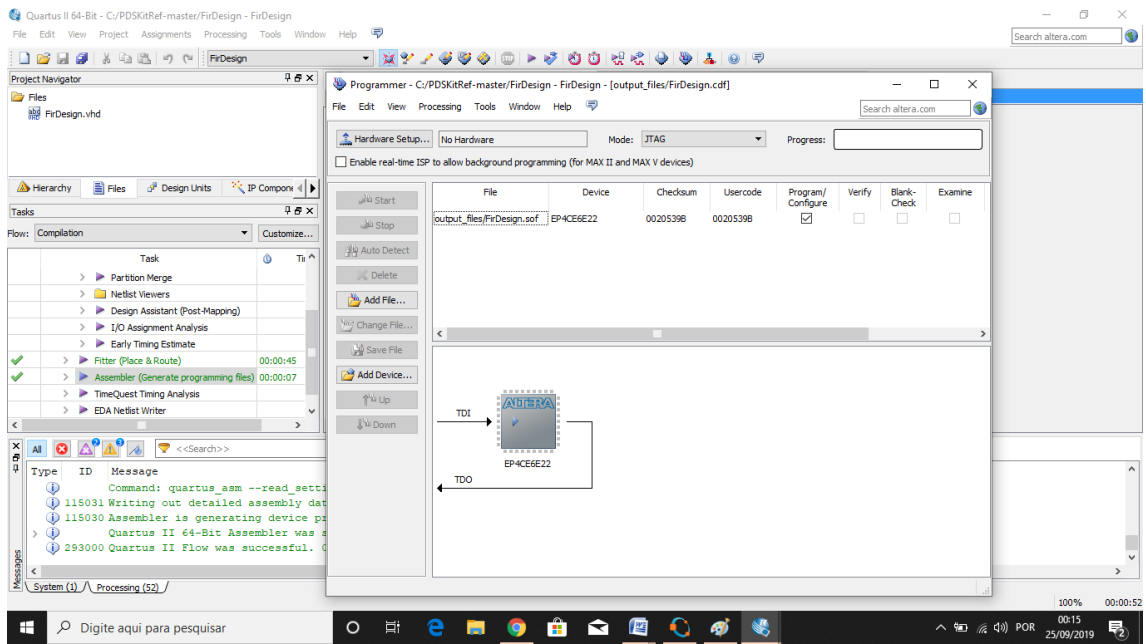 Quartus II 64-Bit - C:/PDSKitRef-master/FirDesign - FirDesign
File Edit View Project Assignments Processing Tools Window Help
Search altera.com
FirDesign
Project Navigator
Files
FirDesign.vhd
Hierarchy Files Design Units IP Compone
Tasks
Flow: Compilation Customize...
Task
Partition Merge
Netlist Viewers
Design Assistant (Post-Mapping)
I/O Assignment Analysis
Early Timing Estimate
Fitter (Place & Route) 00:00:45
Assembler (Generate programming files) 00:00:07
TimeQuest Timing Analysis
EDA Netlist Writer
Programmer - C:/PDSKitRef-master/FirDesign - FirDesign - [output_files/FirDesign.cdf]
File Edit View Processing Tools Window Help
Search altera.com
Hardware Setup... No Hardware Mode: JTAG Progress:
Enable real-time ISP to allow background programming (for MAX II and MAX V devices)
Start
Stop
Auto Detect
Delete
Add File...
Change File...
Save File
Add Device...
Up
Down
File Device Checksum Usercode Program/ Configure Verify Blank- Check Examine
output_files/FirDesign.sof EP4CE6E22 0020539B 0020539B
TDI
ALTERA
EP4CE6E22
TDO
All <<Search>>
Type ID Message
Command: quartus_asm --read_setti
115031 Writing out detailed assembly dat
115030 Assembler is generating device pr
Quartus II 64-Bit Assembler was s
293000 Quartus II Flow was successful.
Messages
System (1) Processing (52)
100% 00:00:52
Digite aqui para pesquisar
POR
00:15
25/09/2019